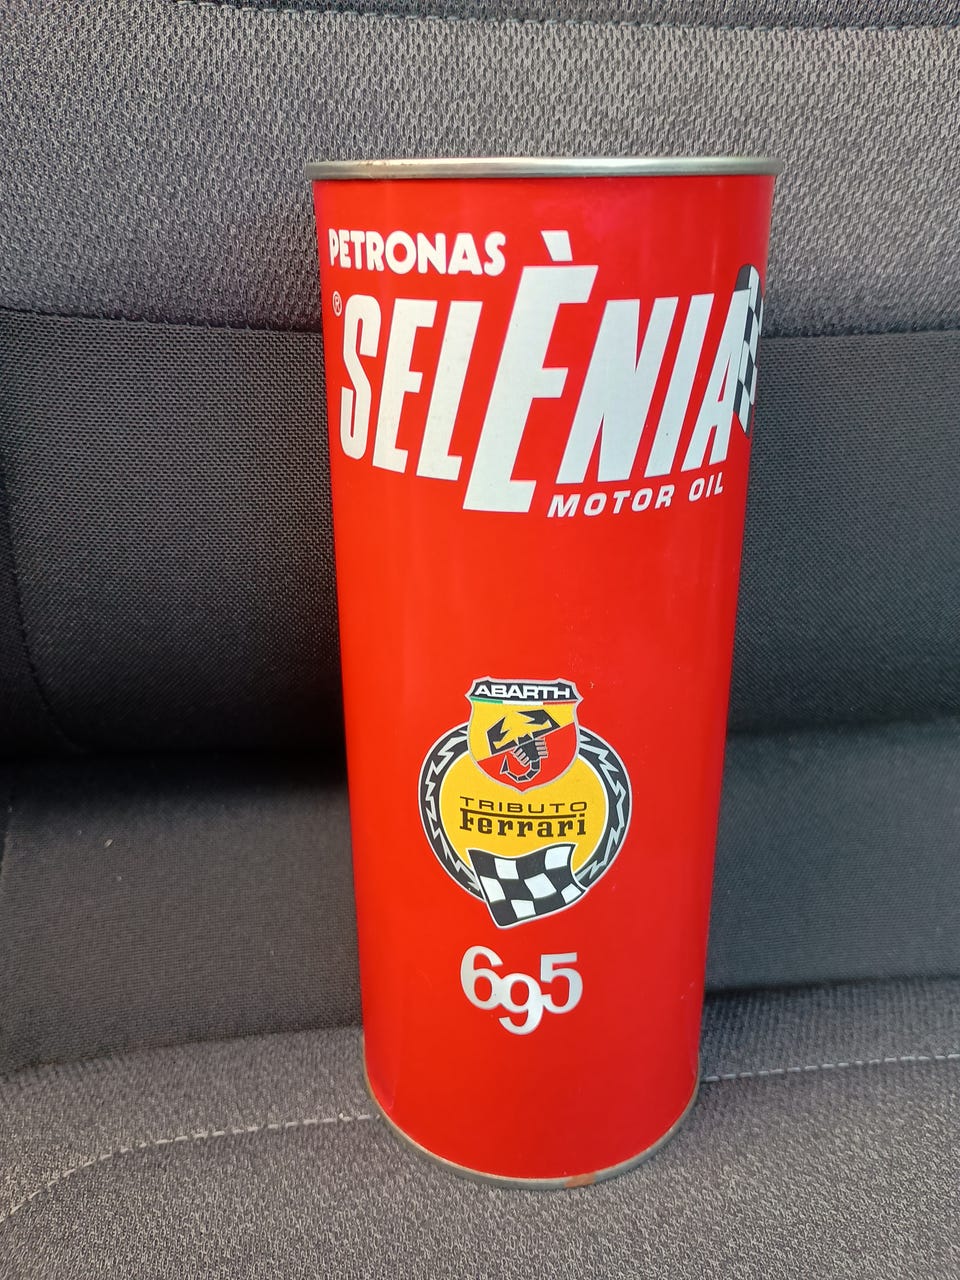 PETRONAS
® SELÈNIA
MOTOR OIL
ABARTH
TRIBUTO
Ferrari
695